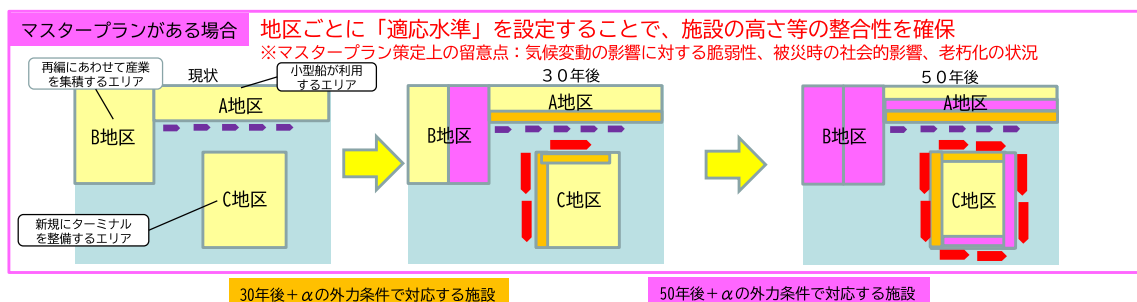 マスタープランがある場合
地区ごとに「適応水準」を設定することで、施設の高さ等の整合性を確保
※マスタープラン策定上の留意点：気候変動の影響に対する脆弱性、被災時の社会的影響、老朽化の状況
再編にあわせて産業
を集積するエリア
現状
小型船が利用
するエリア
A地区
B地区
C地区
新規にターミナル
を整備するエリア
３０年後
A地区
B地区
C地区
５０年後
A地区
B地区
C地区
30年後＋αの外力条件で対応する施設
50年後＋αの外力条件で対応する施設